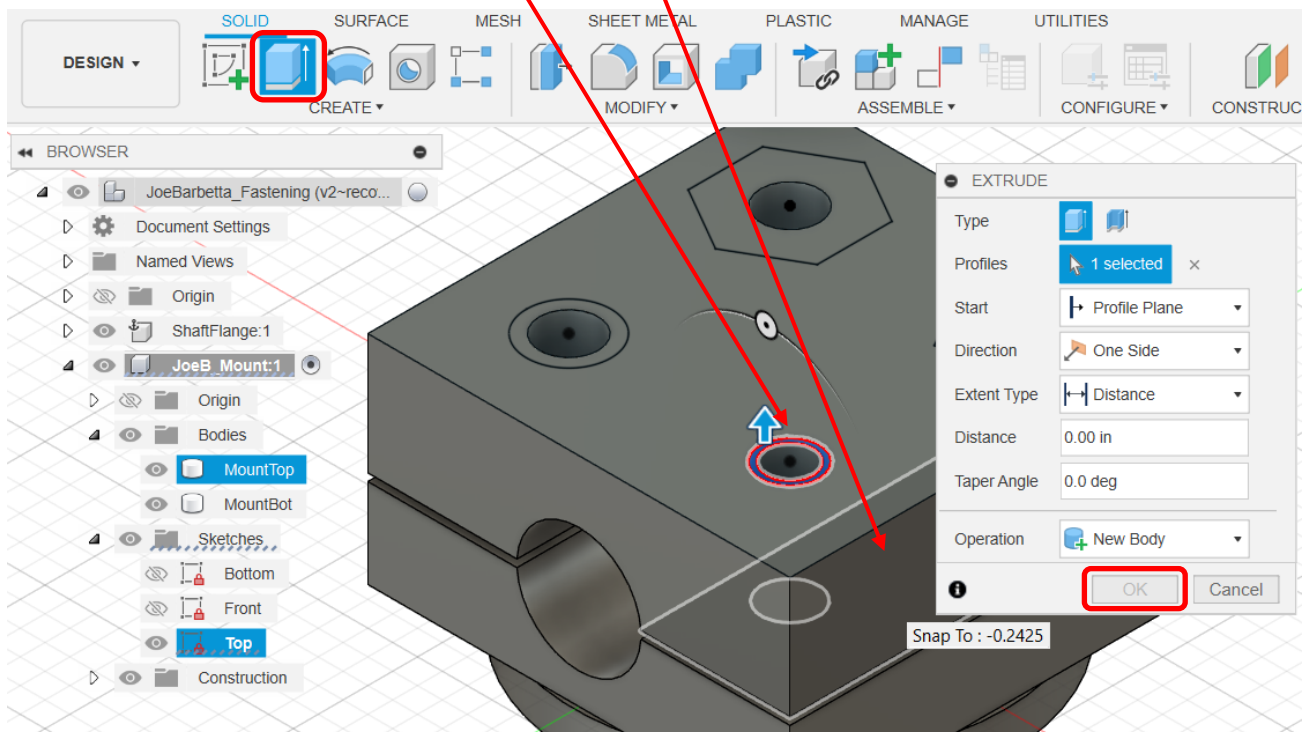 SOLID SURFACE MESH SHEET METAL PLASTIC MANAGE UTILITIES
DESIGN ▾
CREATE ▾ MODIFY ▾ ASSEMBLE ▾ CONFIGURE ▾ CONSTRUC
BROWSER
JoeBarbetta_Fastening (v2~reco...
Document Settings
Named Views
Origin
ShaftFlange:1
JoeB_Mount:1
Origin
Bodies
MountTop
MountBot
Sketches
Bottom
Front
Top
Construction
EXTRUDE
Type
Profiles 1 selected ×
Start Profile Plane
Direction One Side
Extent Type Distance
Distance 0.00 in
Taper Angle 0.0 deg
Operation New Body
OK Cancel
Snap To : -0.2425